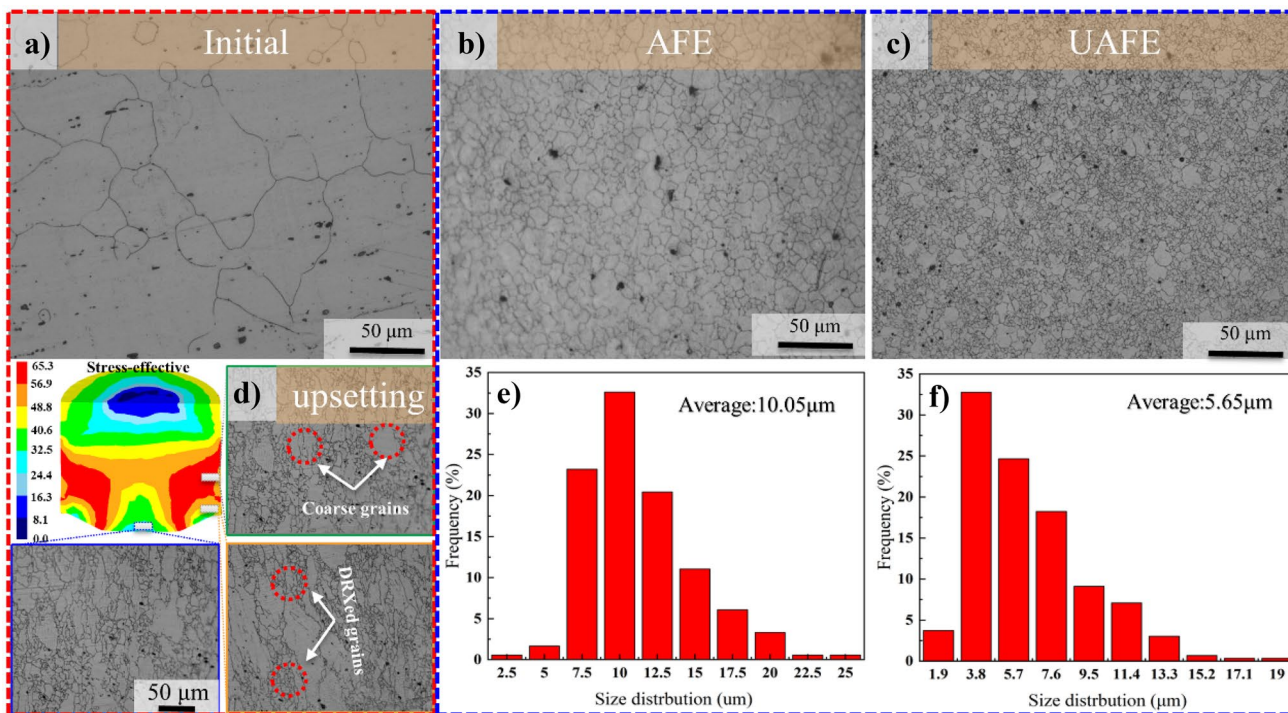 a) Initial
50 μm
b) AFE
50 μm
c) UAFE
50 μm
Stress-effective
65.3
56.9
48.8
40.6
32.5
24.4
16.3
8.1
0.0
d) upsetting
Coarse grains
DRXed grains
50 μm
e)
Average:10.05μm
Frequency (%)
35
30
25
20
15
10
5
0
2.5 5 7.5 10 12.5 15 17.5 20 22.5 25
Size distrbution (um)
f)
Average:5.65μm
Frequency (%)
35
30
25
20
15
10
5
0
1.9 3.8 5.7 7.6 9.5 11.4 13.3 15.2 17.1 19
Size distrbution (μm)